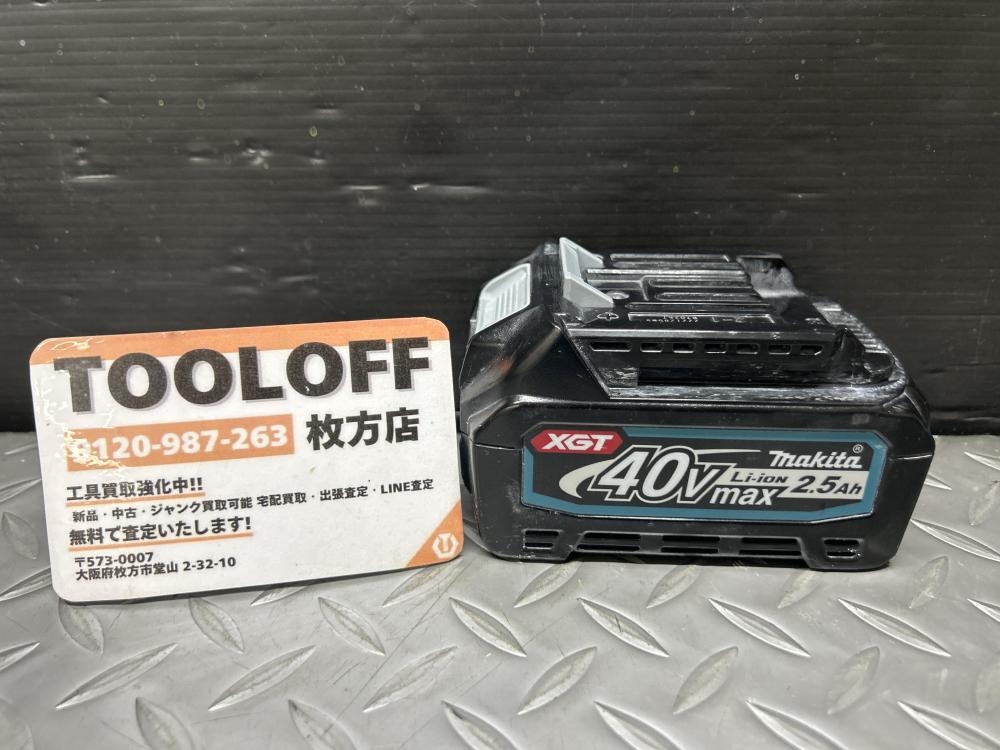 TOOLOFF
0120-987-263 枚方店
工具買取強化中!!
新品・中古・ジャンク買取可能 宅配買取・出張査定・LINE査定
無料で査定いたします!
〒573-0007
大阪府枚方市堂山 2-32-10
XGT
40Vmax
Li-ion
makita®
2.5Ah